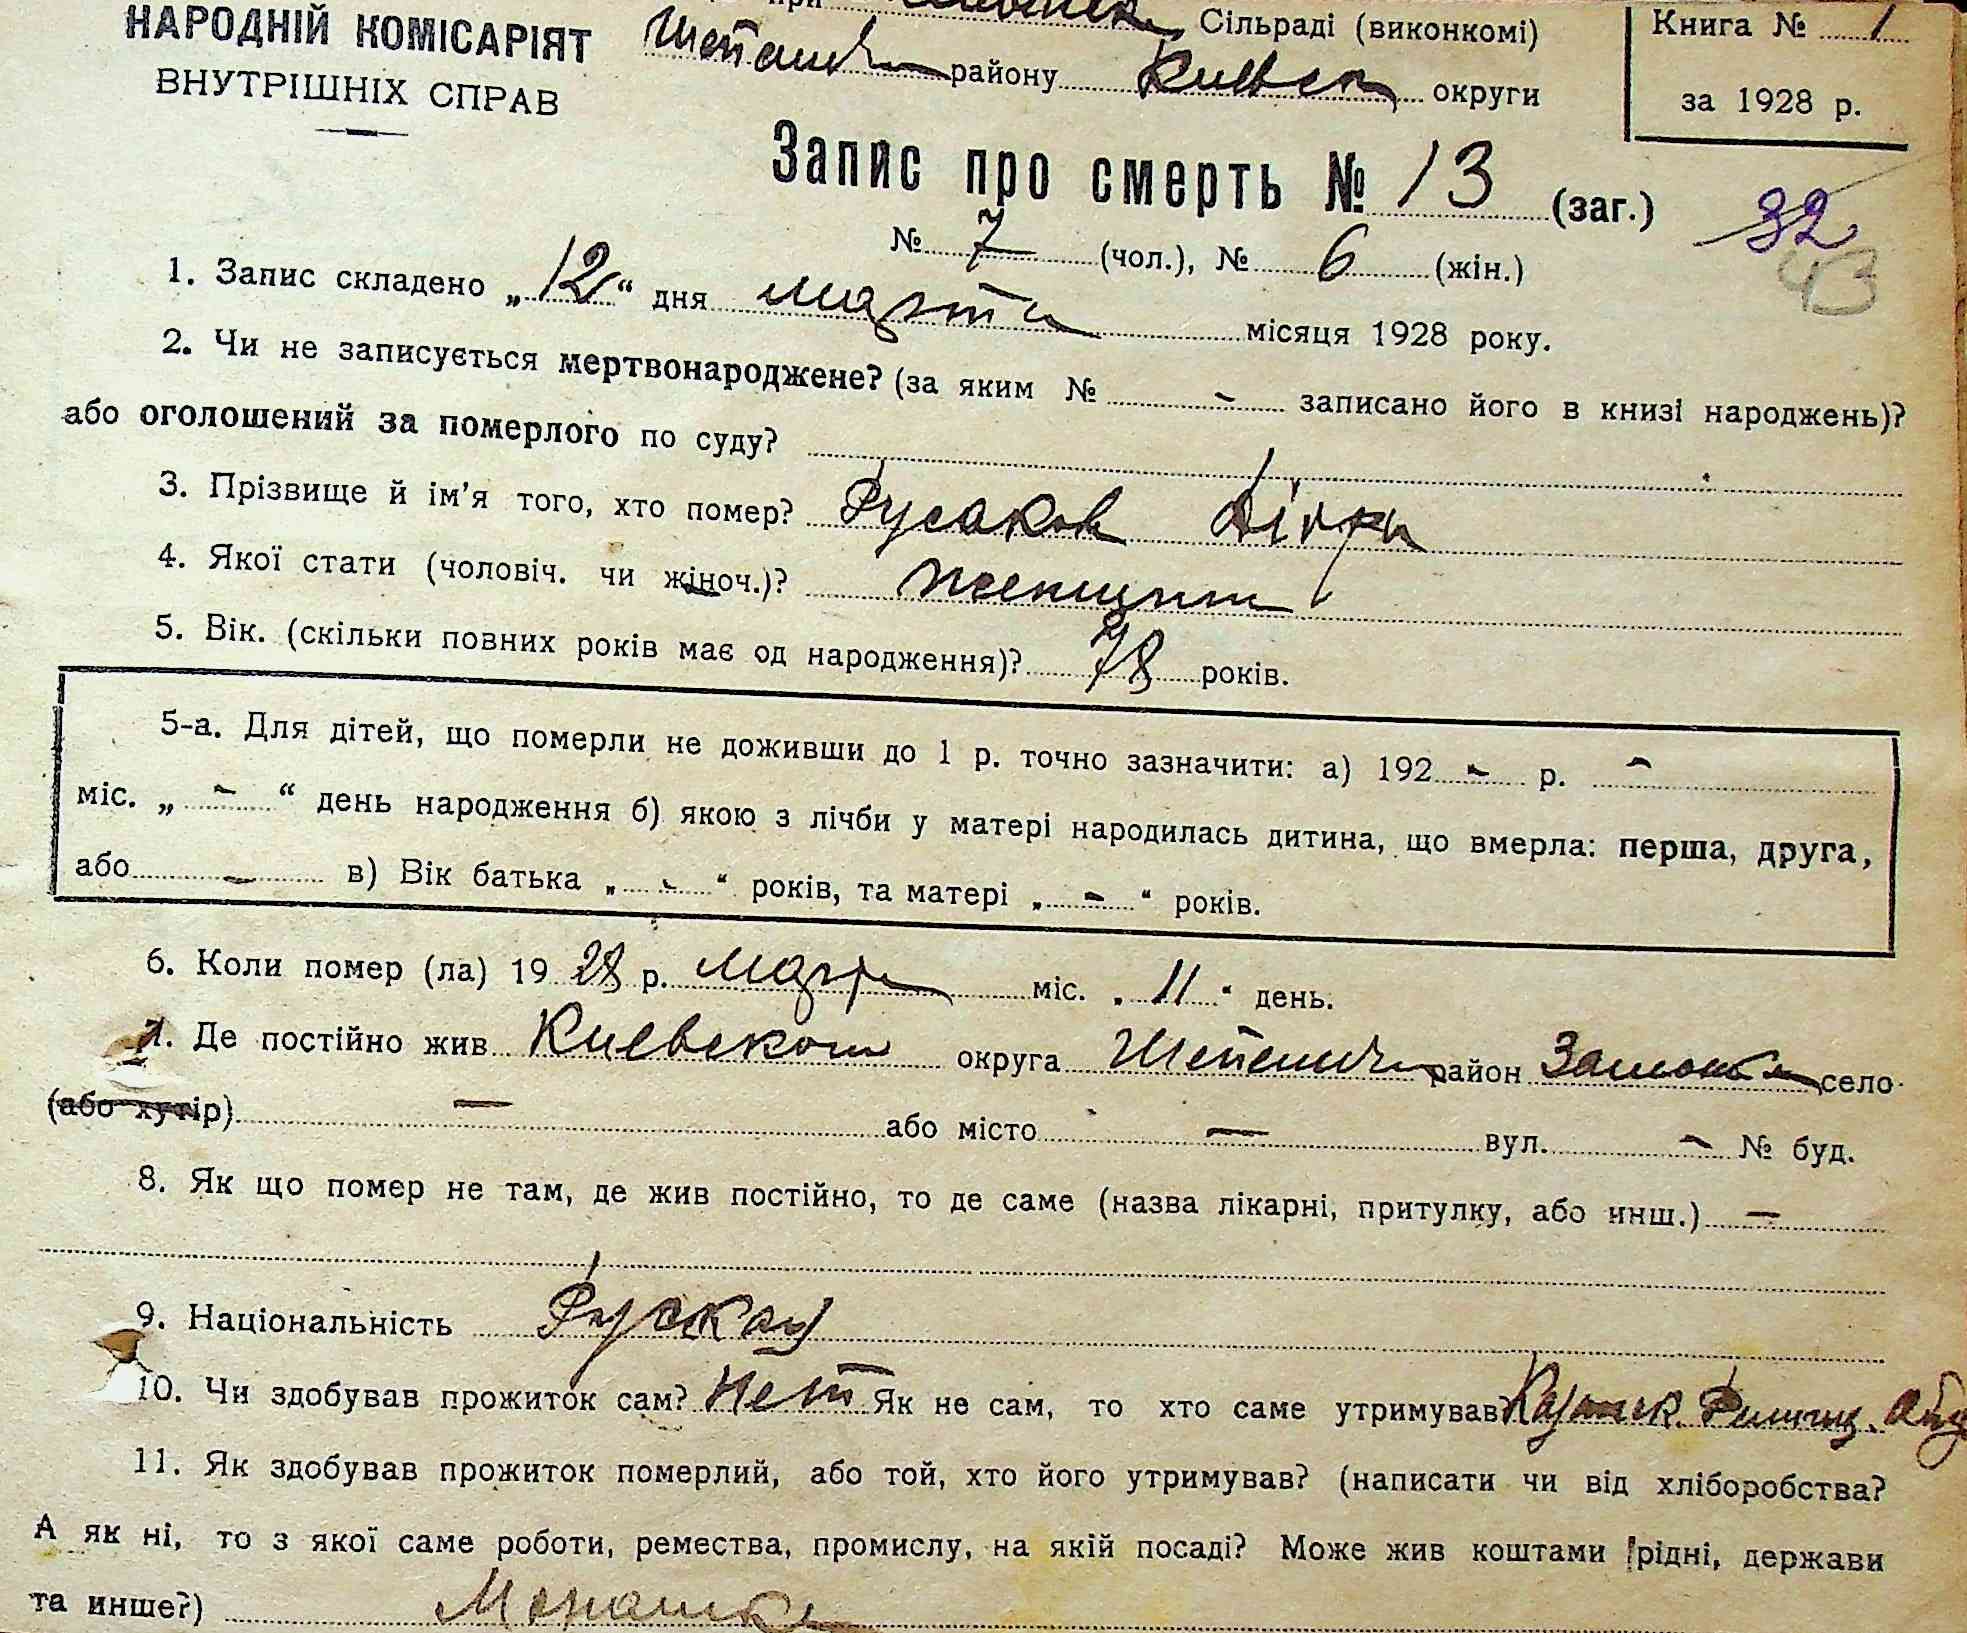 НАРОДНІЙ КОМІСАРІЯТ
ВНУТРІШНІХ СПРАВ
при Сільраді (виконкомі)
району Киевск округи
Книга № 1
за 1928 р.
Запис про смерть № 13 (заг.)
32
43
№ 7 (чол.), № 6 (жін.)
1. Запис складено „12“ дня марта місяця 1928 року.
2. Чи не записується мертвонароджене? (за яким № - записано його в книзі народжень)?
або оголошений за померлого по суду?
3. Прізвище й ім'я того, хто помер? Русаков
4. Якої стати (чоловіч. чи жіноч.)? женщина
5. Вік. (скільки повних років має од народження)? 78 років.
5-а. Для дітей, що померли не доживши до 1 р. точно зазначити: а) 192 - р. -
міс. „ - “ день народження б) якою з лічби у матері народилась дитина, що вмерла: перша, друга,
або - в) Вік батька „ - “ років, та матері „ - “ років.
6. Коли помер (ла) 1928 р. марта міс. „11“ день.
7. Де постійно жив Киевского округа район село
(або хутір) - або місто - вул. - № буд.
8. Як що помер не там, де жив постійно, то де саме (назва лікарні, притулку, або инш.) -
9. Національність Руская
10. Чи здобував прожиток сам? Нет Як не сам, то хто саме утримував
11. Як здобував прожиток померлий, або той, хто його утримував? (написати чи від хліборобства?
А як ні, то з якої саме роботи, ремества, промислу, на якій посаді? Може жив коштами рідні, держави
та инше?) Монашка